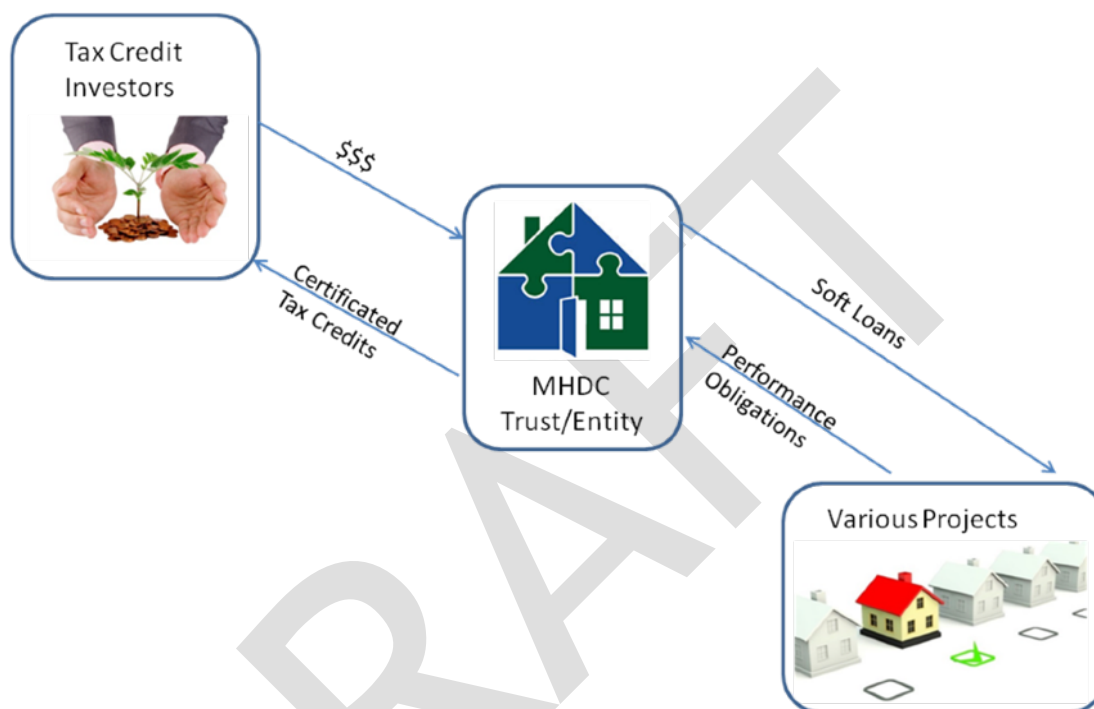 Tax Credit
Investors
$$$
Certificated
Tax Credits
MHDC
Trust/Entity
Soft Loans
Performance
Obligations
Various Projects
DRAFT